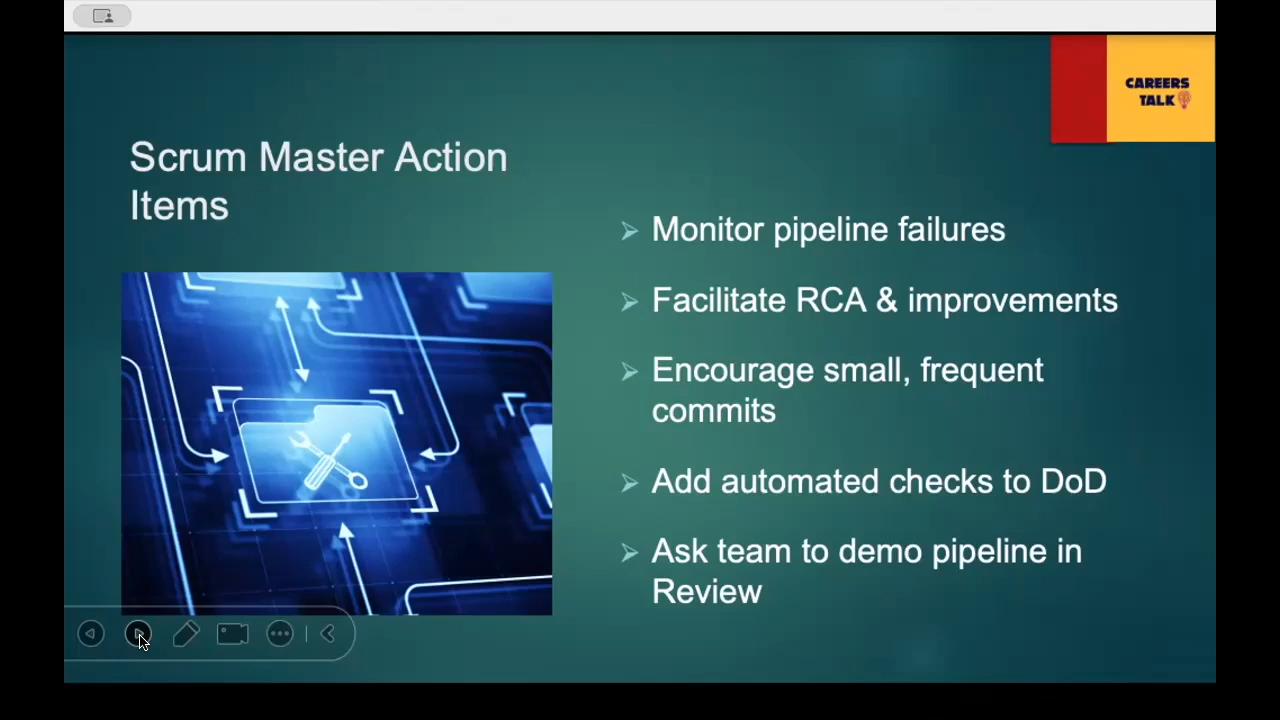 CAREERS
TALK
Scrum Master Action
Items
Monitor pipeline failures
Facilitate RCA & improvements
Encourage small, frequent
commits
Add automated checks to DoD
Ask team to demo pipeline in
Review